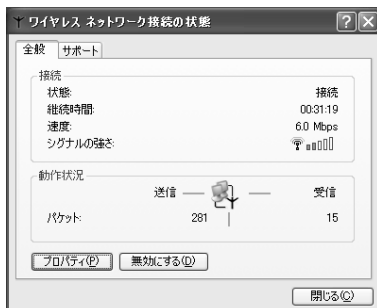 ワイヤレス ネットワーク接続の状態
全般 サポート
接続
状態: 接続
継続時間: 00:31:19
速度: 6.0 Mbps
シグナルの強さ:
動作状況
送信 受信
パケット: 281 15
プロパティ(P) 無効にする(D)
閉じる(C)